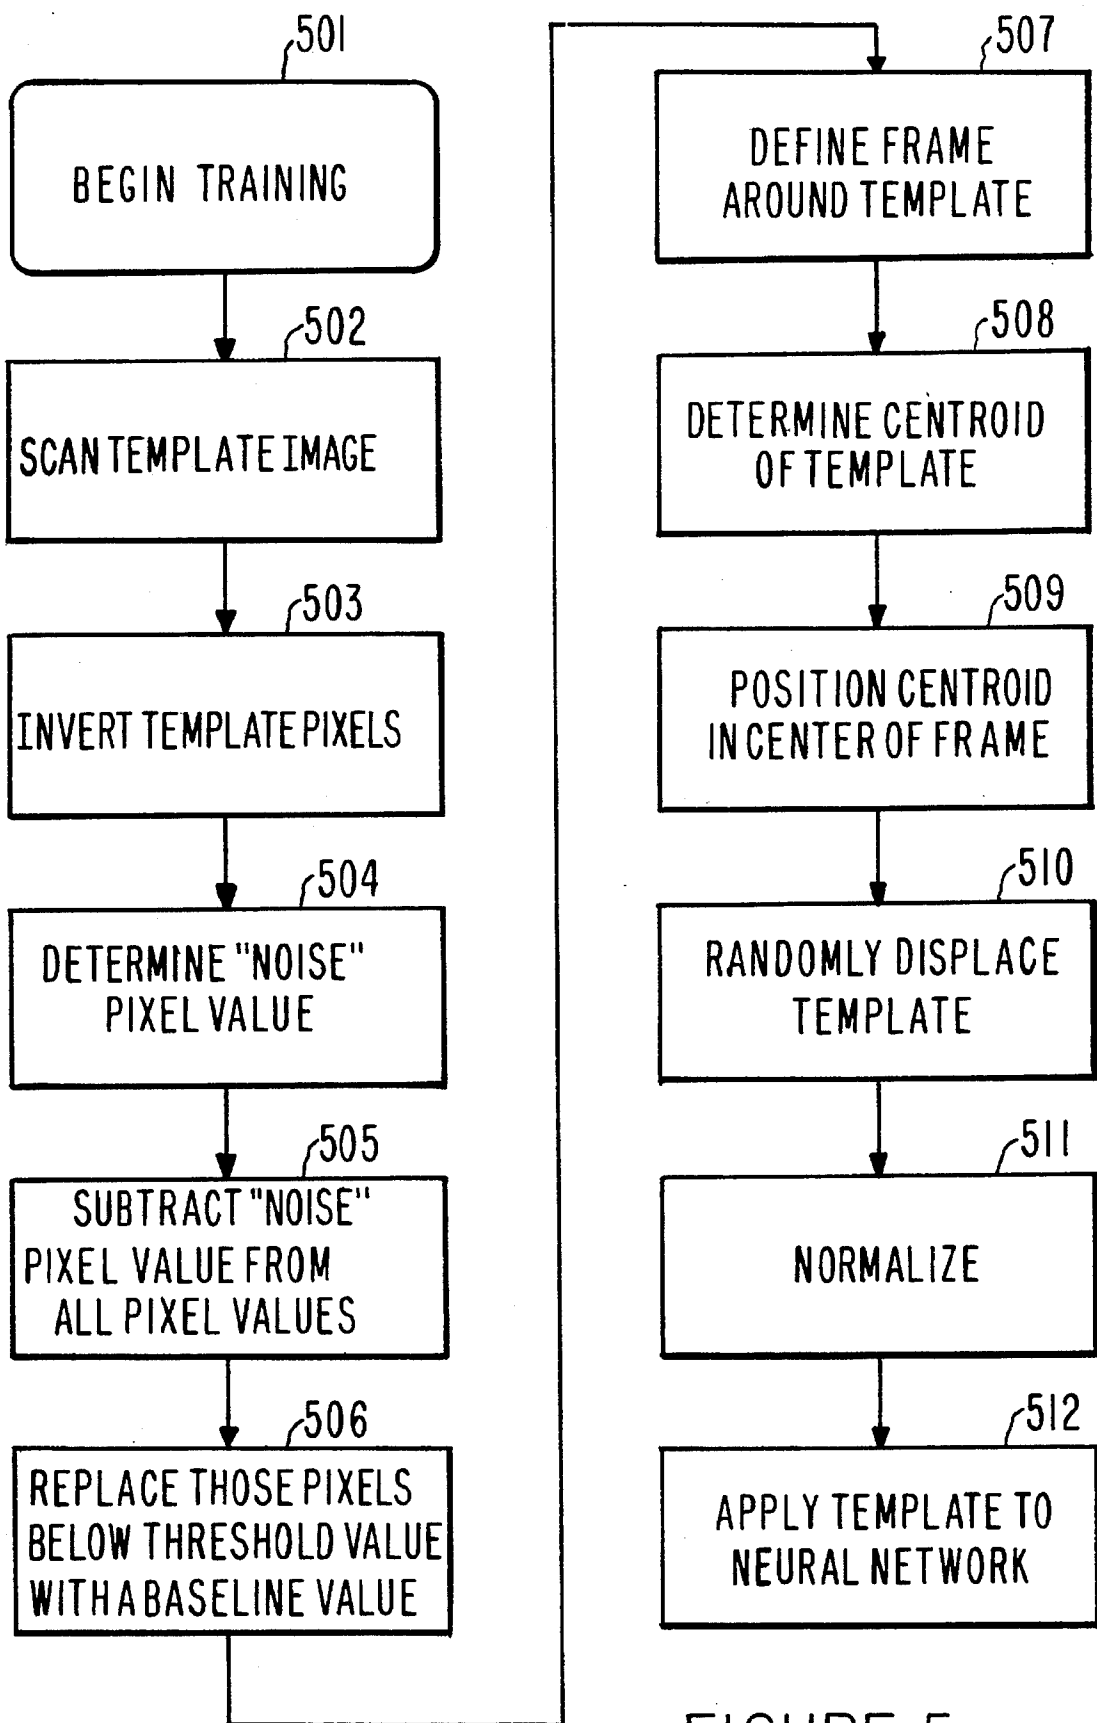 501
BEGIN TRAINING
502
SCAN TEMPLATE IMAGE
503
INVERT TEMPLATE PIXELS
504
DETERMINE "NOISE"
PIXEL VALUE
505
SUBTRACT "NOISE"
PIXEL VALUE FROM
ALL PIXEL VALUES
506
REPLACE THOSE PIXELS
BELOW THRESHOLD VALUE
WITH A BASELINE VALUE
507
DEFINE FRAME
AROUND TEMPLATE
508
DETERMINE CENTROID
OF TEMPLATE
509
POSITION CENTROID
IN CENTER OF FRAME
510
RANDOMLY DISPLACE
TEMPLATE
511
NORMALIZE
512
APPLY TEMPLATE TO
NEURAL NETWORK
FIGURE 5